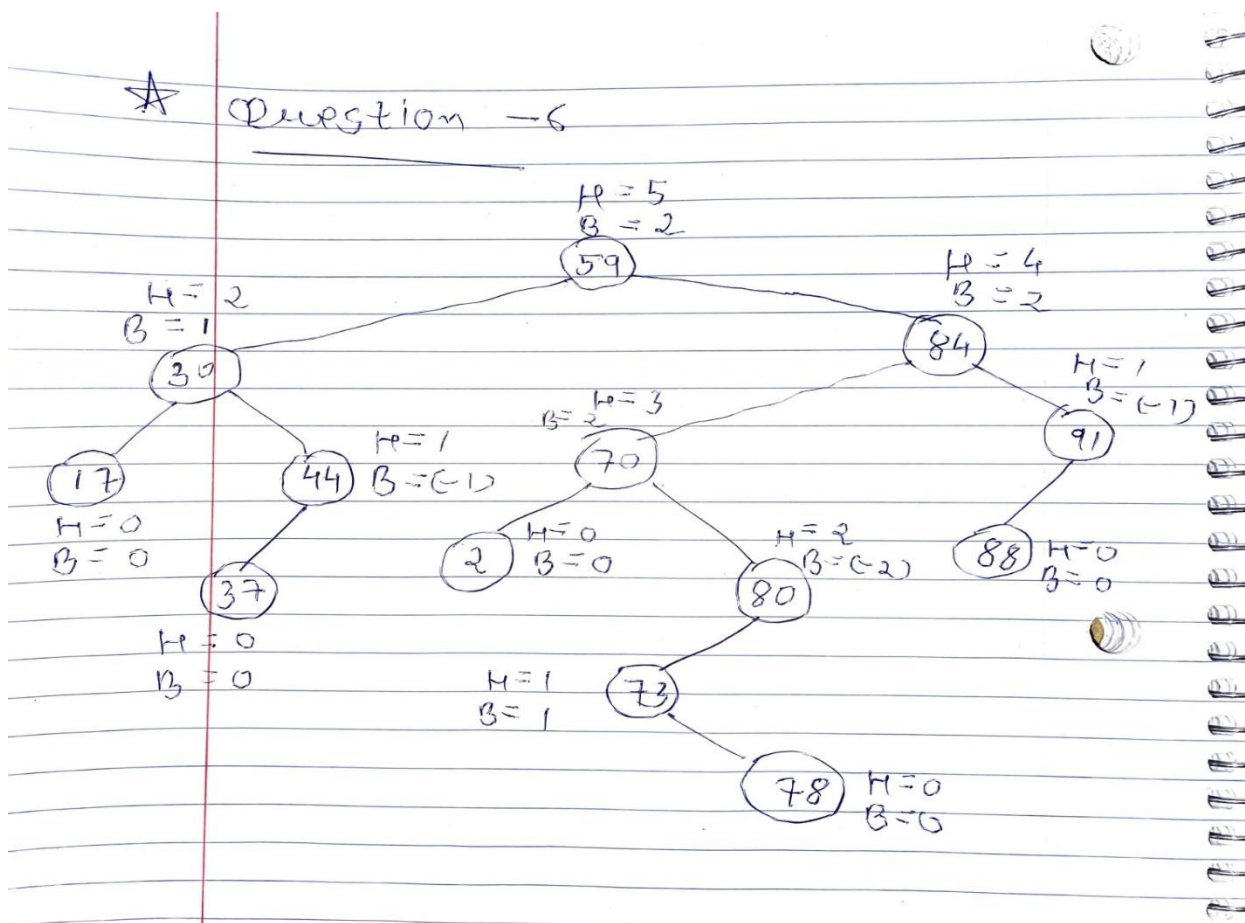 Question - 6
H = 5
B = 2
59
H = 4
B = 2
84
H = 2
B = 1
30
H = 1
B = (-1)
91
H = 3
B = 2
70
17
H = 0
B = 0
44
H = 1
B = (-1)
2
H = 0
B = 0
H = 2
B = (-2)
80
88
H = 0
B = 0
37
H = 0
B = 0
H = 1
B = 1
73
78
H = 0
B = 0